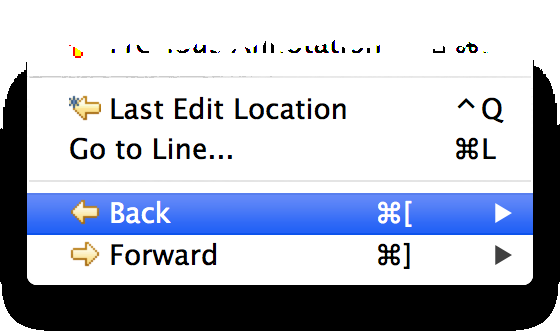 Last Edit Location ^Q
Go to Line... ⌘L
Back ⌘[ ▶
Forward ⌘] ▶